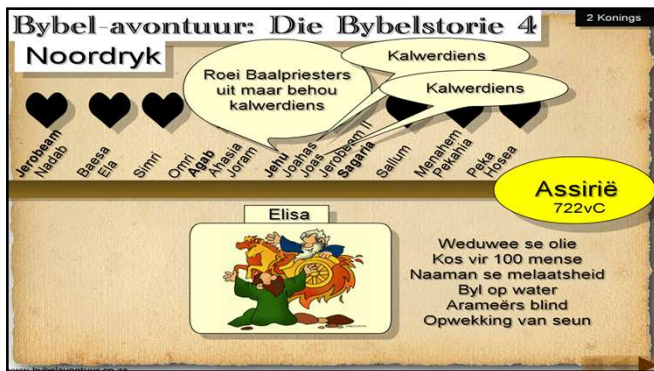 Bybel-avontuur: Die Bybelstorie 4
2 Konings
Noordryk
Roei Baalpriesters
uit maar behou
kalwerdiens
Kalwerdiens
Kalwerdiens
Jerobeam
Nadab
Baesa
Ela
Simri
Omri
Agab
Ahasia
Joram
Jehu
Joahas
Joas
Jerobeam II
Sagaria
Sallum
Menahem
Pekahia
Peka
Hosea
Assirië
722vC
Elisa
Weduwee se olie
Kos vir 100 mense
Naaman se melaatsheid
Byl op water
Arameërs blind
Opwekking van seun
www.bybelavontuur.co.za